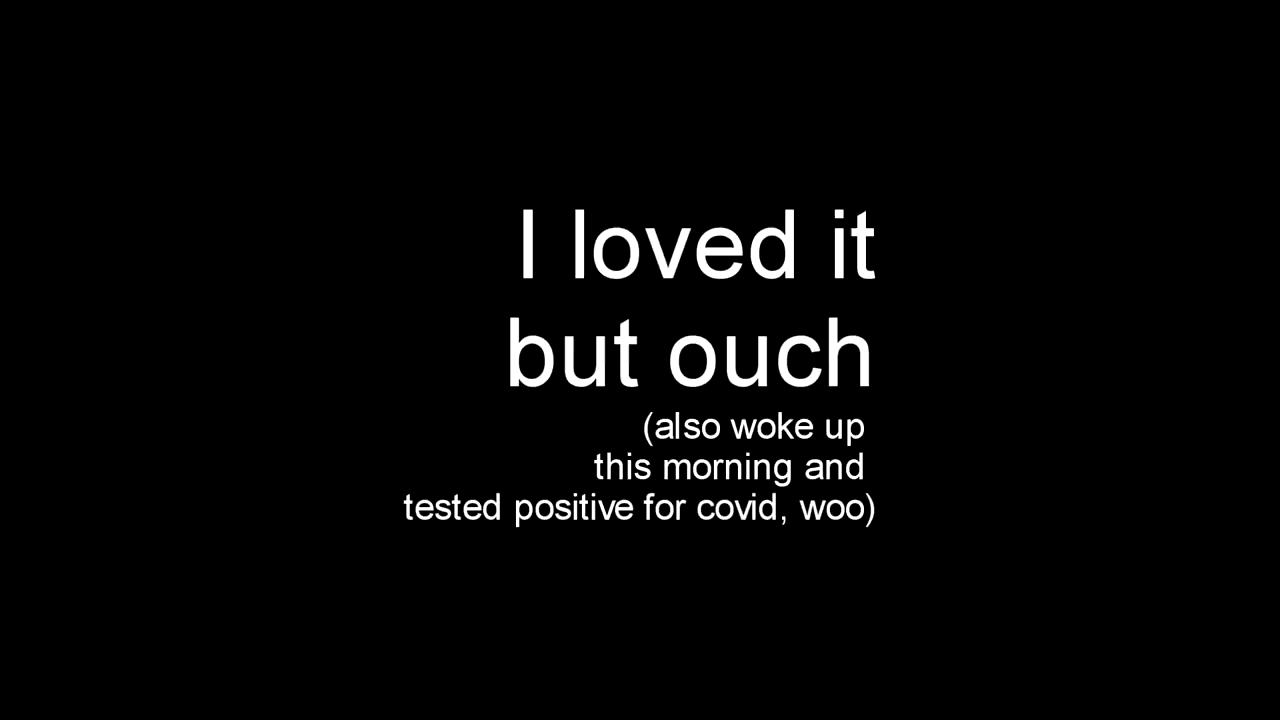 I loved it
but ouch
(also woke up
this morning and
tested positive for covid, woo)